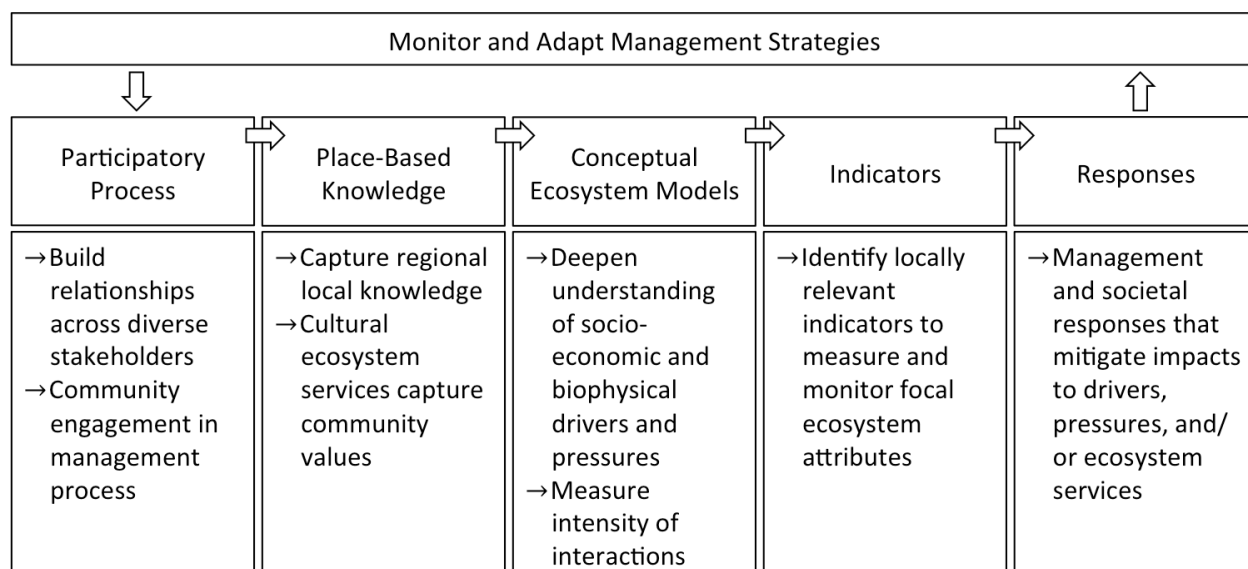 Monitor and Adapt Management Strategies
Participatory
Process
Place-Based
Knowledge
Conceptual
Ecosystem Models
Indicators
Responses
→Build
relationships
across diverse
stakeholders
→Community
engagement in
management
process
→Capture regional
local knowledge
→Cultural
ecosystem
services capture
community
values
→Deepen
understanding
of socio-
economic and
biophysical
drivers and
pressures
→Measure
intensity of
interactions
→Identify locally
relevant
indicators to
measure and
monitor focal
ecosystem
attributes
→Management
and societal
responses that
mitigate impacts
to drivers,
pressures, and/
or ecosystem
services